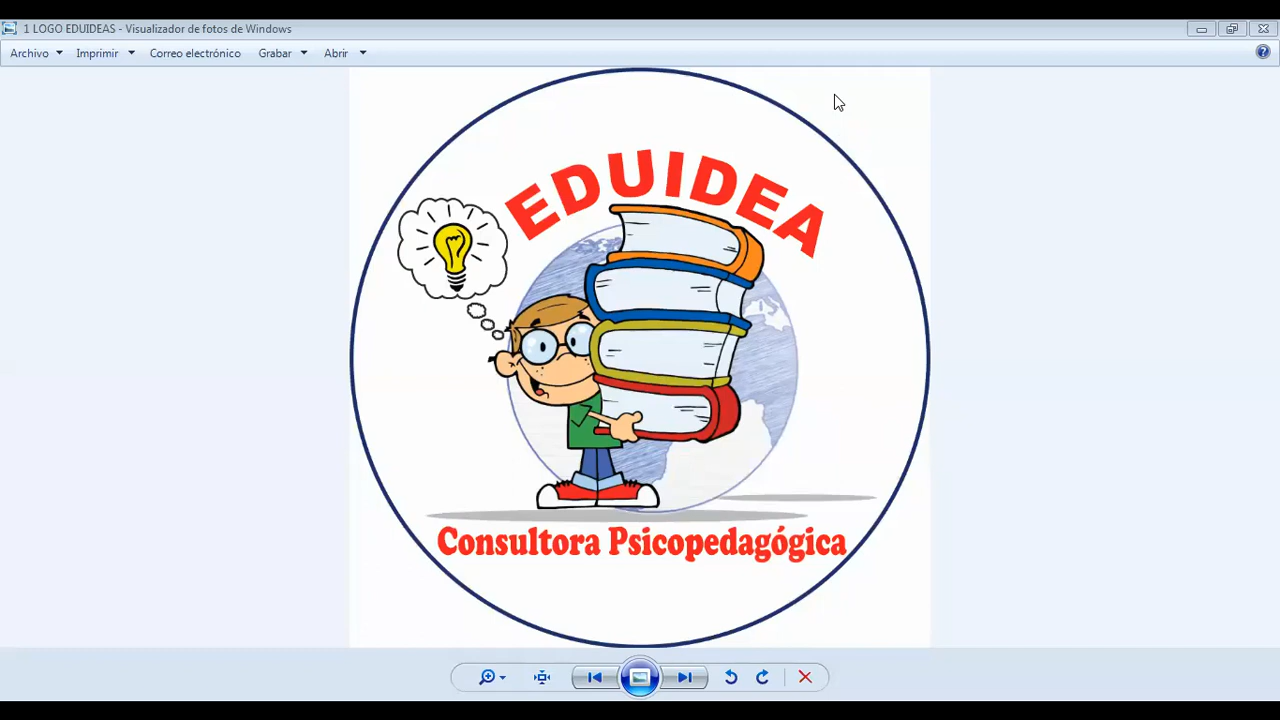 1 LOGO EDUIDEAS - Visualizador de fotos de Windows
Archivo Imprimir Correo electrónico Grabar Abrir
EDUIDEA
Consultora Psicopedagógica